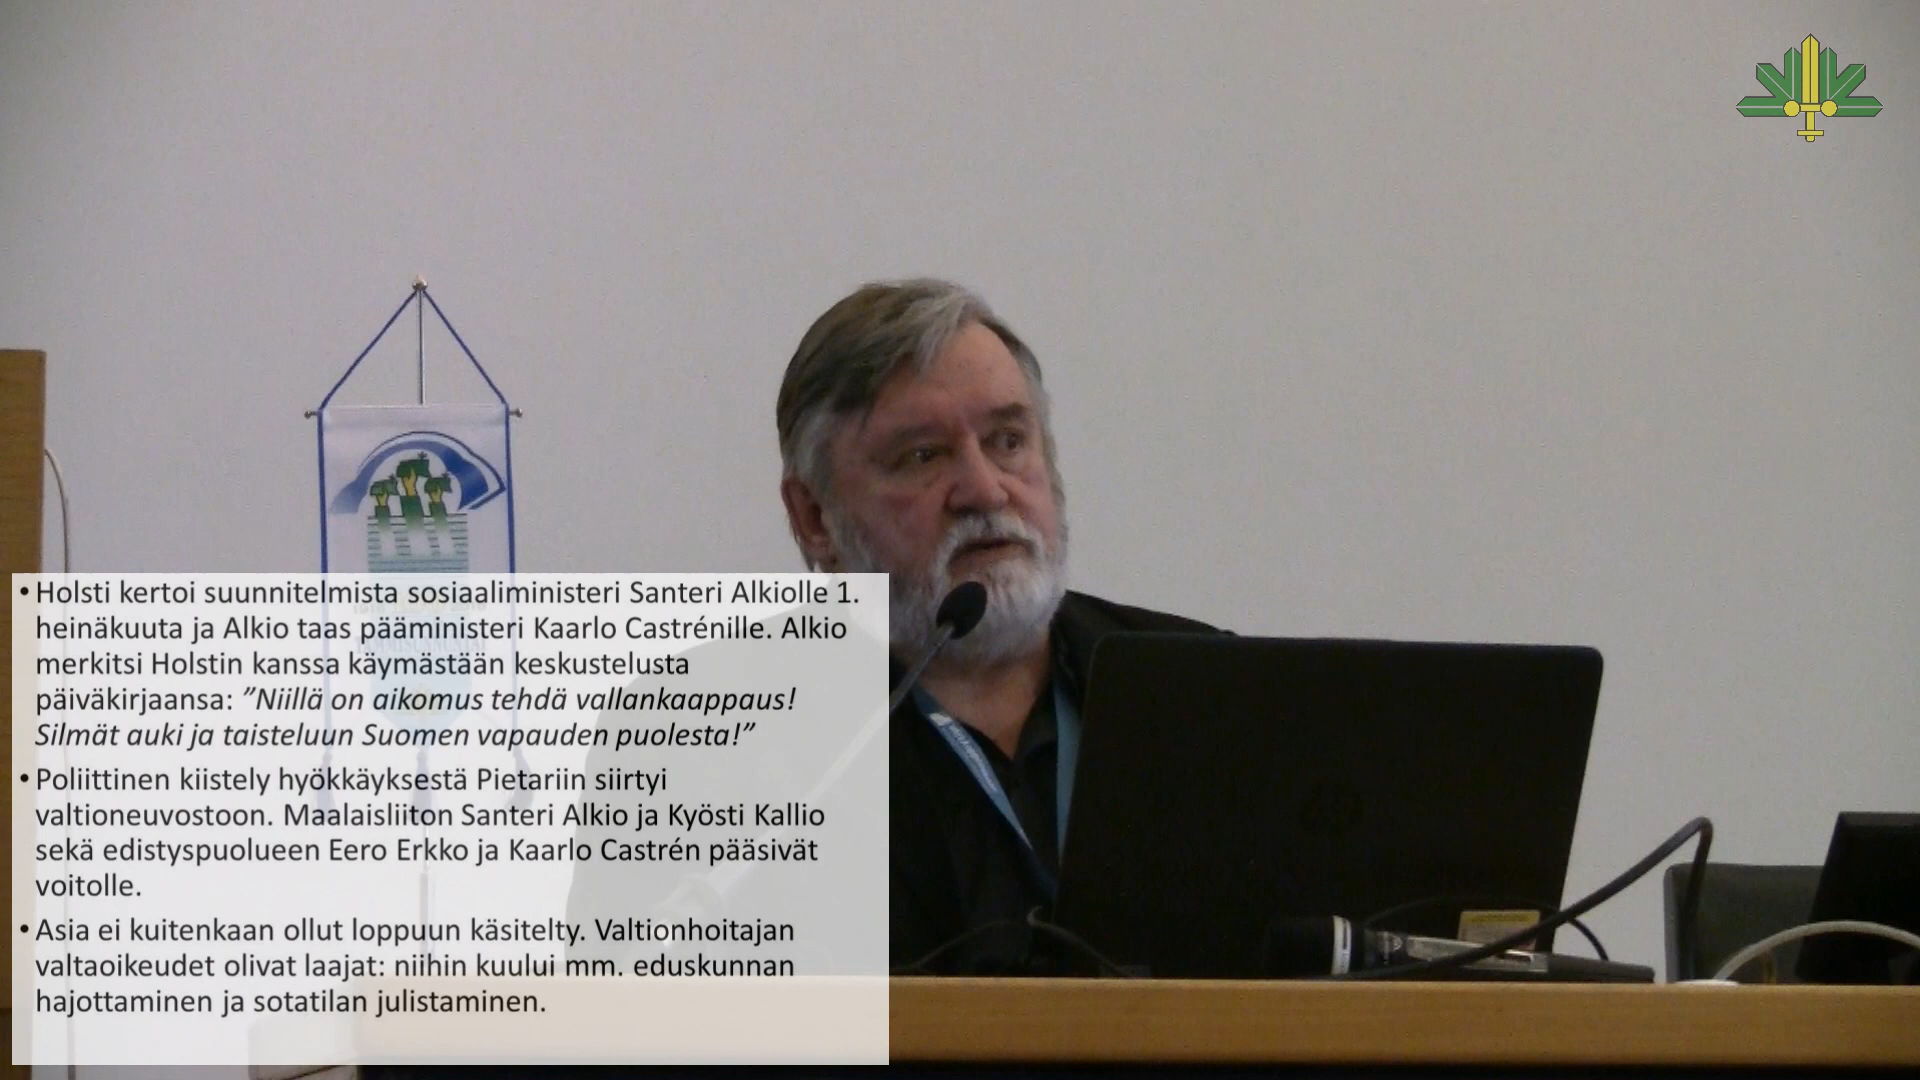 • Holsti kertoi suunnitelmista sosiaaliministeri Santeri Alkiolle 1.
heinäkuuta ja Alkio taas pääministeri Kaarlo Castrénille. Alkio
merkitsi Holstin kanssa käymästään keskustelusta
päiväkirjaansa: ”Niillä on aikomus tehdä vallankaappaus!
Silmät auki ja taisteluun Suomen vapauden puolesta!”
• Poliittinen kiistely hyökkäyksestä Pietariin siirtyi
valtioneuvostoon. Maalaisliiton Santeri Alkio ja Kyösti Kallio
sekä edistyspuolueen Eero Erkko ja Kaarlo Castrén pääsivät
voitolle.
• Asia ei kuitenkaan ollut loppuun käsitelty. Valtionhoitajan
valtaoikeudet olivat laajat: niihin kuului mm. eduskunnan
hajottaminen ja sotatilan julistaminen.